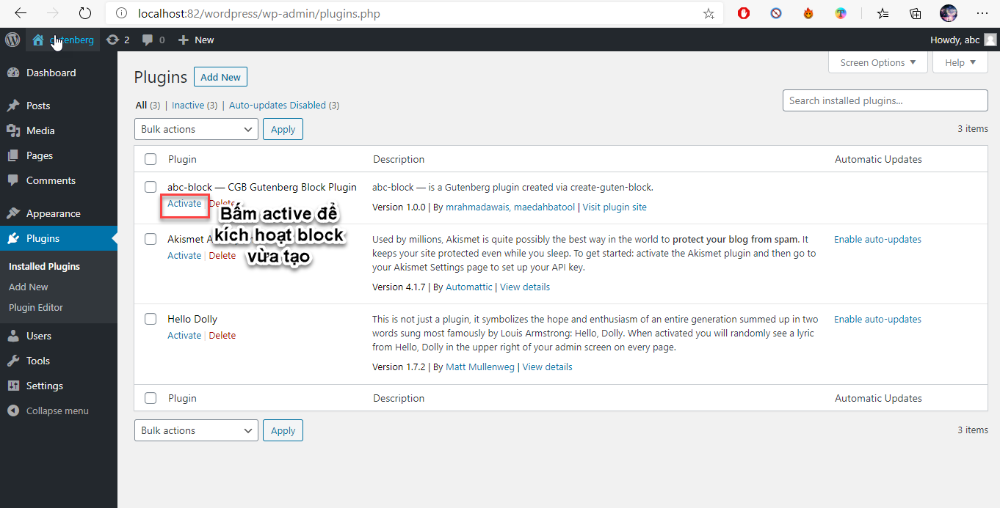 localhost:82/wordpress/wp-admin/plugins.php
gutenberg 2 0 New Howdy, abc
Screen Options Help
Dashboard
Posts
Media
Pages
Comments
Appearance
Plugins
Installed Plugins
Add New
Plugin Editor
Users
Tools
Settings
Collapse menu
Plugins Add New
All (3) | Inactive (3) | Auto-updates Disabled (3)
Search installed plugins...
Bulk actions Apply 3 items
Plugin Description Automatic Updates
abc-block — CGB Gutenberg Block Plugin
Activate | Delete
abc-block — is a Gutenberg plugin created via create-guten-block.
Version 1.0.0 | By mrahmadawais, maedahbatool | Visit plugin site
Bấm active để
kích hoạt block
vừa tạo
Akismet
Activate | Delete
Used by millions, Akismet is quite possibly the best way in the world to protect your blog from spam. It
keeps your site protected even while you sleep. To get started: activate the Akismet plugin and then go to
your Akismet Settings page to set up your API key.
Version 4.1.7 | By Automattic | View details
Enable auto-updates
Hello Dolly
Activate | Delete
This is not just a plugin, it symbolizes the hope and enthusiasm of an entire generation summed up in two
words sung most famously by Louis Armstrong: Hello, Dolly. When activated you will randomly see a lyric
from Hello, Dolly in the upper right of your admin screen on every page.
Version 1.7.2 | By Matt Mullenweg | View details
Enable auto-updates
Plugin Description Automatic Updates
Bulk actions Apply 3 items